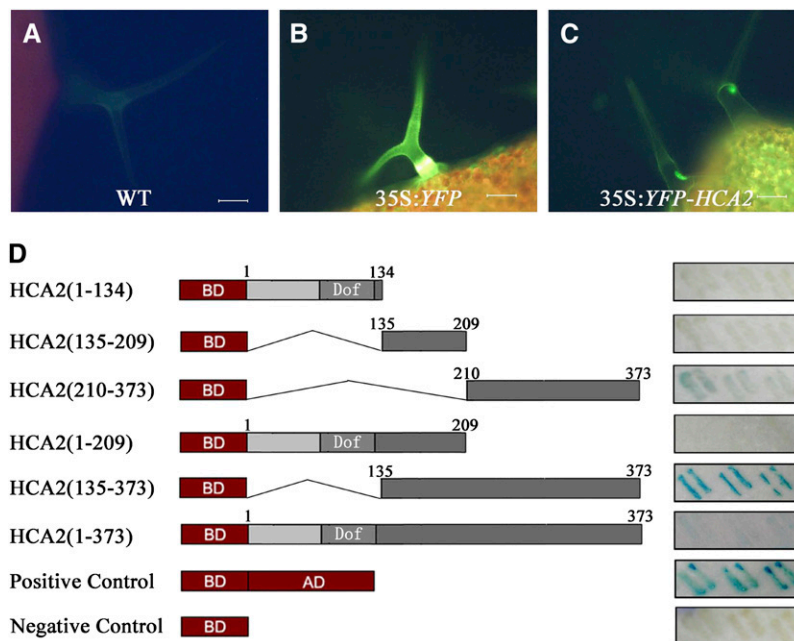 A
WT
B
35S:YFP
C
35S:YFP-HCA2
D
HCA2(1-134) BD 1 Dof 134
HCA2(135-209) BD 135 209
HCA2(210-373) BD 210 373
HCA2(1-209) BD 1 Dof 209
HCA2(135-373) BD 135 373
HCA2(1-373) BD 1 Dof 373
Positive Control BD AD
Negative Control BD